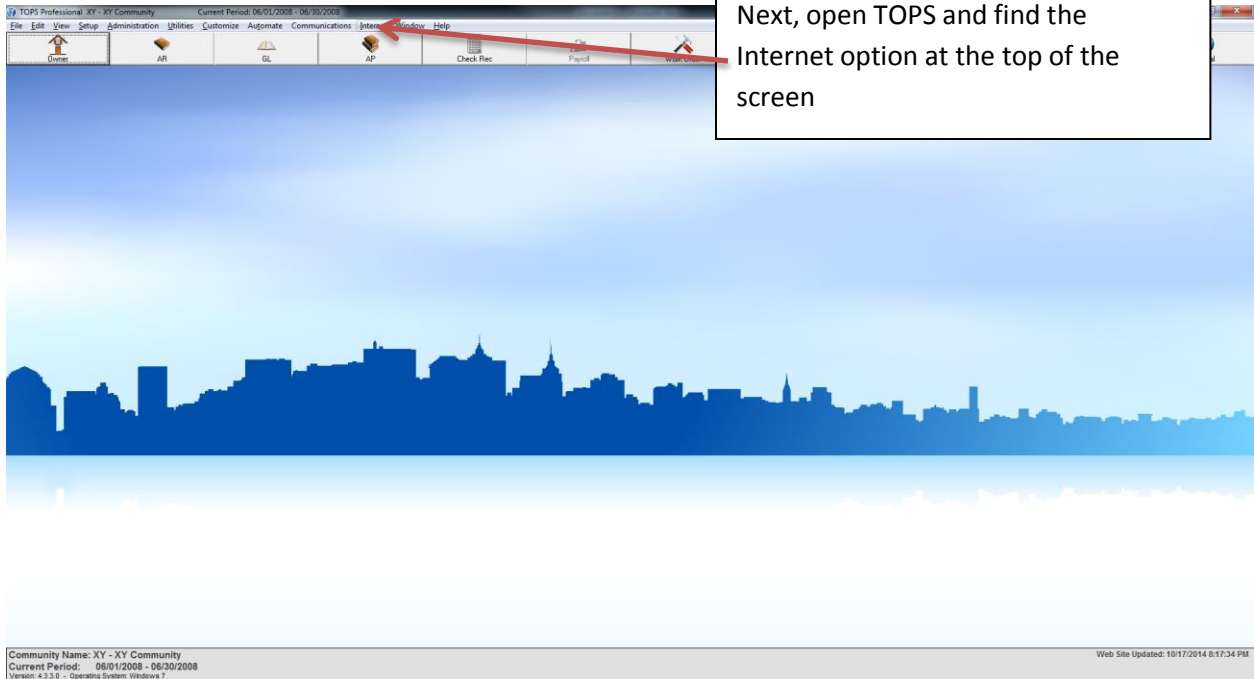 TOPS Professional XY - XY Community Current Period: 06/01/2008 - 06/30/2008
File Edit View Setup Administration Utilities Customize Automate Communications Window Help
Owner AR GL AP Check Rec Payroll
Next, open TOPS and find the
Internet option at the top of the
screen
Community Name: XY - XY Community
Current Period: 06/01/2008 - 06/30/2008
Version: 4.3.3.0 - Operating System: Windows 7
Web Site Updated: 10/17/2014 8:17:34 PM